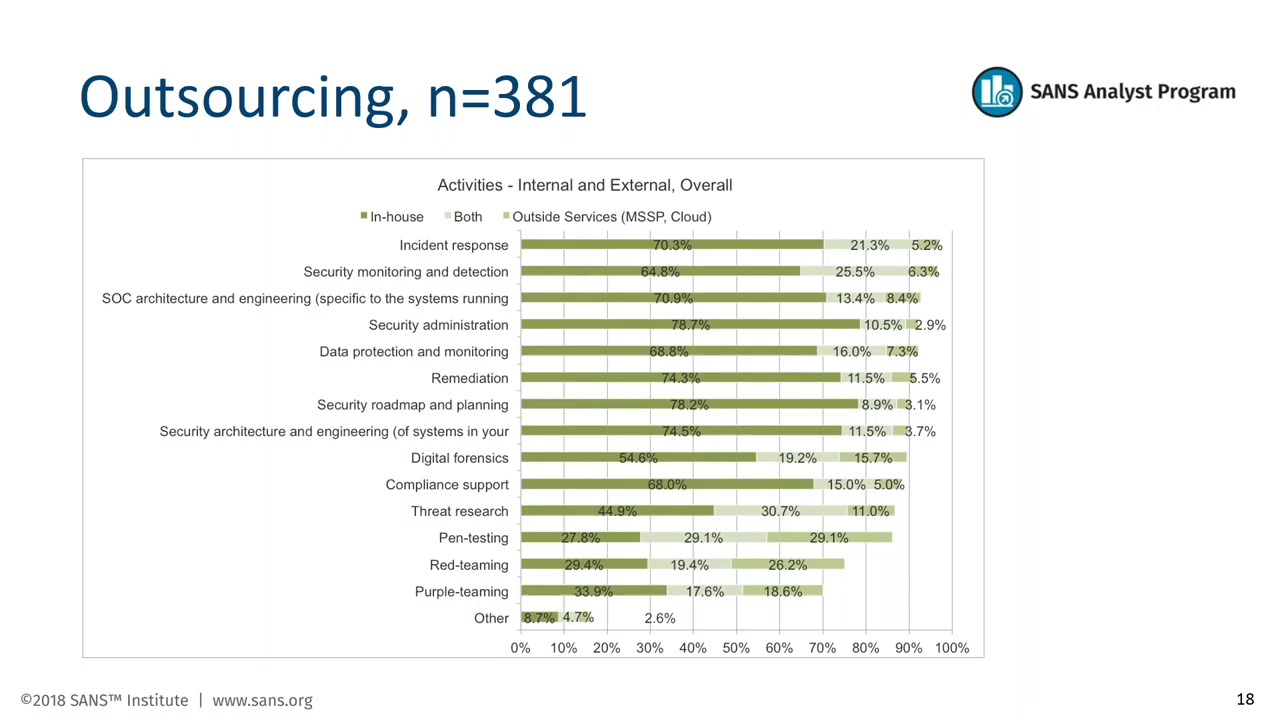 Outsourcing, n=381
SANS Analyst Program
Activities - Internal and External, Overall
In-house Both Outside Services (MSSP, Cloud)
Incident response 70.3% 21.3% 5.2%
Security monitoring and detection 64.8% 25.5% 6.3%
SOC architecture and engineering (specific to the systems running 70.9% 13.4% 8.4%
Security administration 78.7% 10.5% 2.9%
Data protection and monitoring 68.8% 16.0% 7.3%
Remediation 74.3% 11.5% 5.5%
Security roadmap and planning 78.2% 8.9% 3.1%
Security architecture and engineering (of systems in your 74.5% 11.5% 3.7%
Digital forensics 54.6% 19.2% 15.7%
Compliance support 68.0% 15.0% 5.0%
Threat research 44.9% 30.7% 11.0%
Pen-testing 27.8% 29.1% 29.1%
Red-teaming 29.4% 19.4% 26.2%
Purple-teaming 33.9% 17.6% 18.6%
Other 8.7% 4.7% 2.6%
0% 10% 20% 30% 40% 50% 60% 70% 80% 90% 100%
©2018 SANS™ Institute | www.sans.org
18